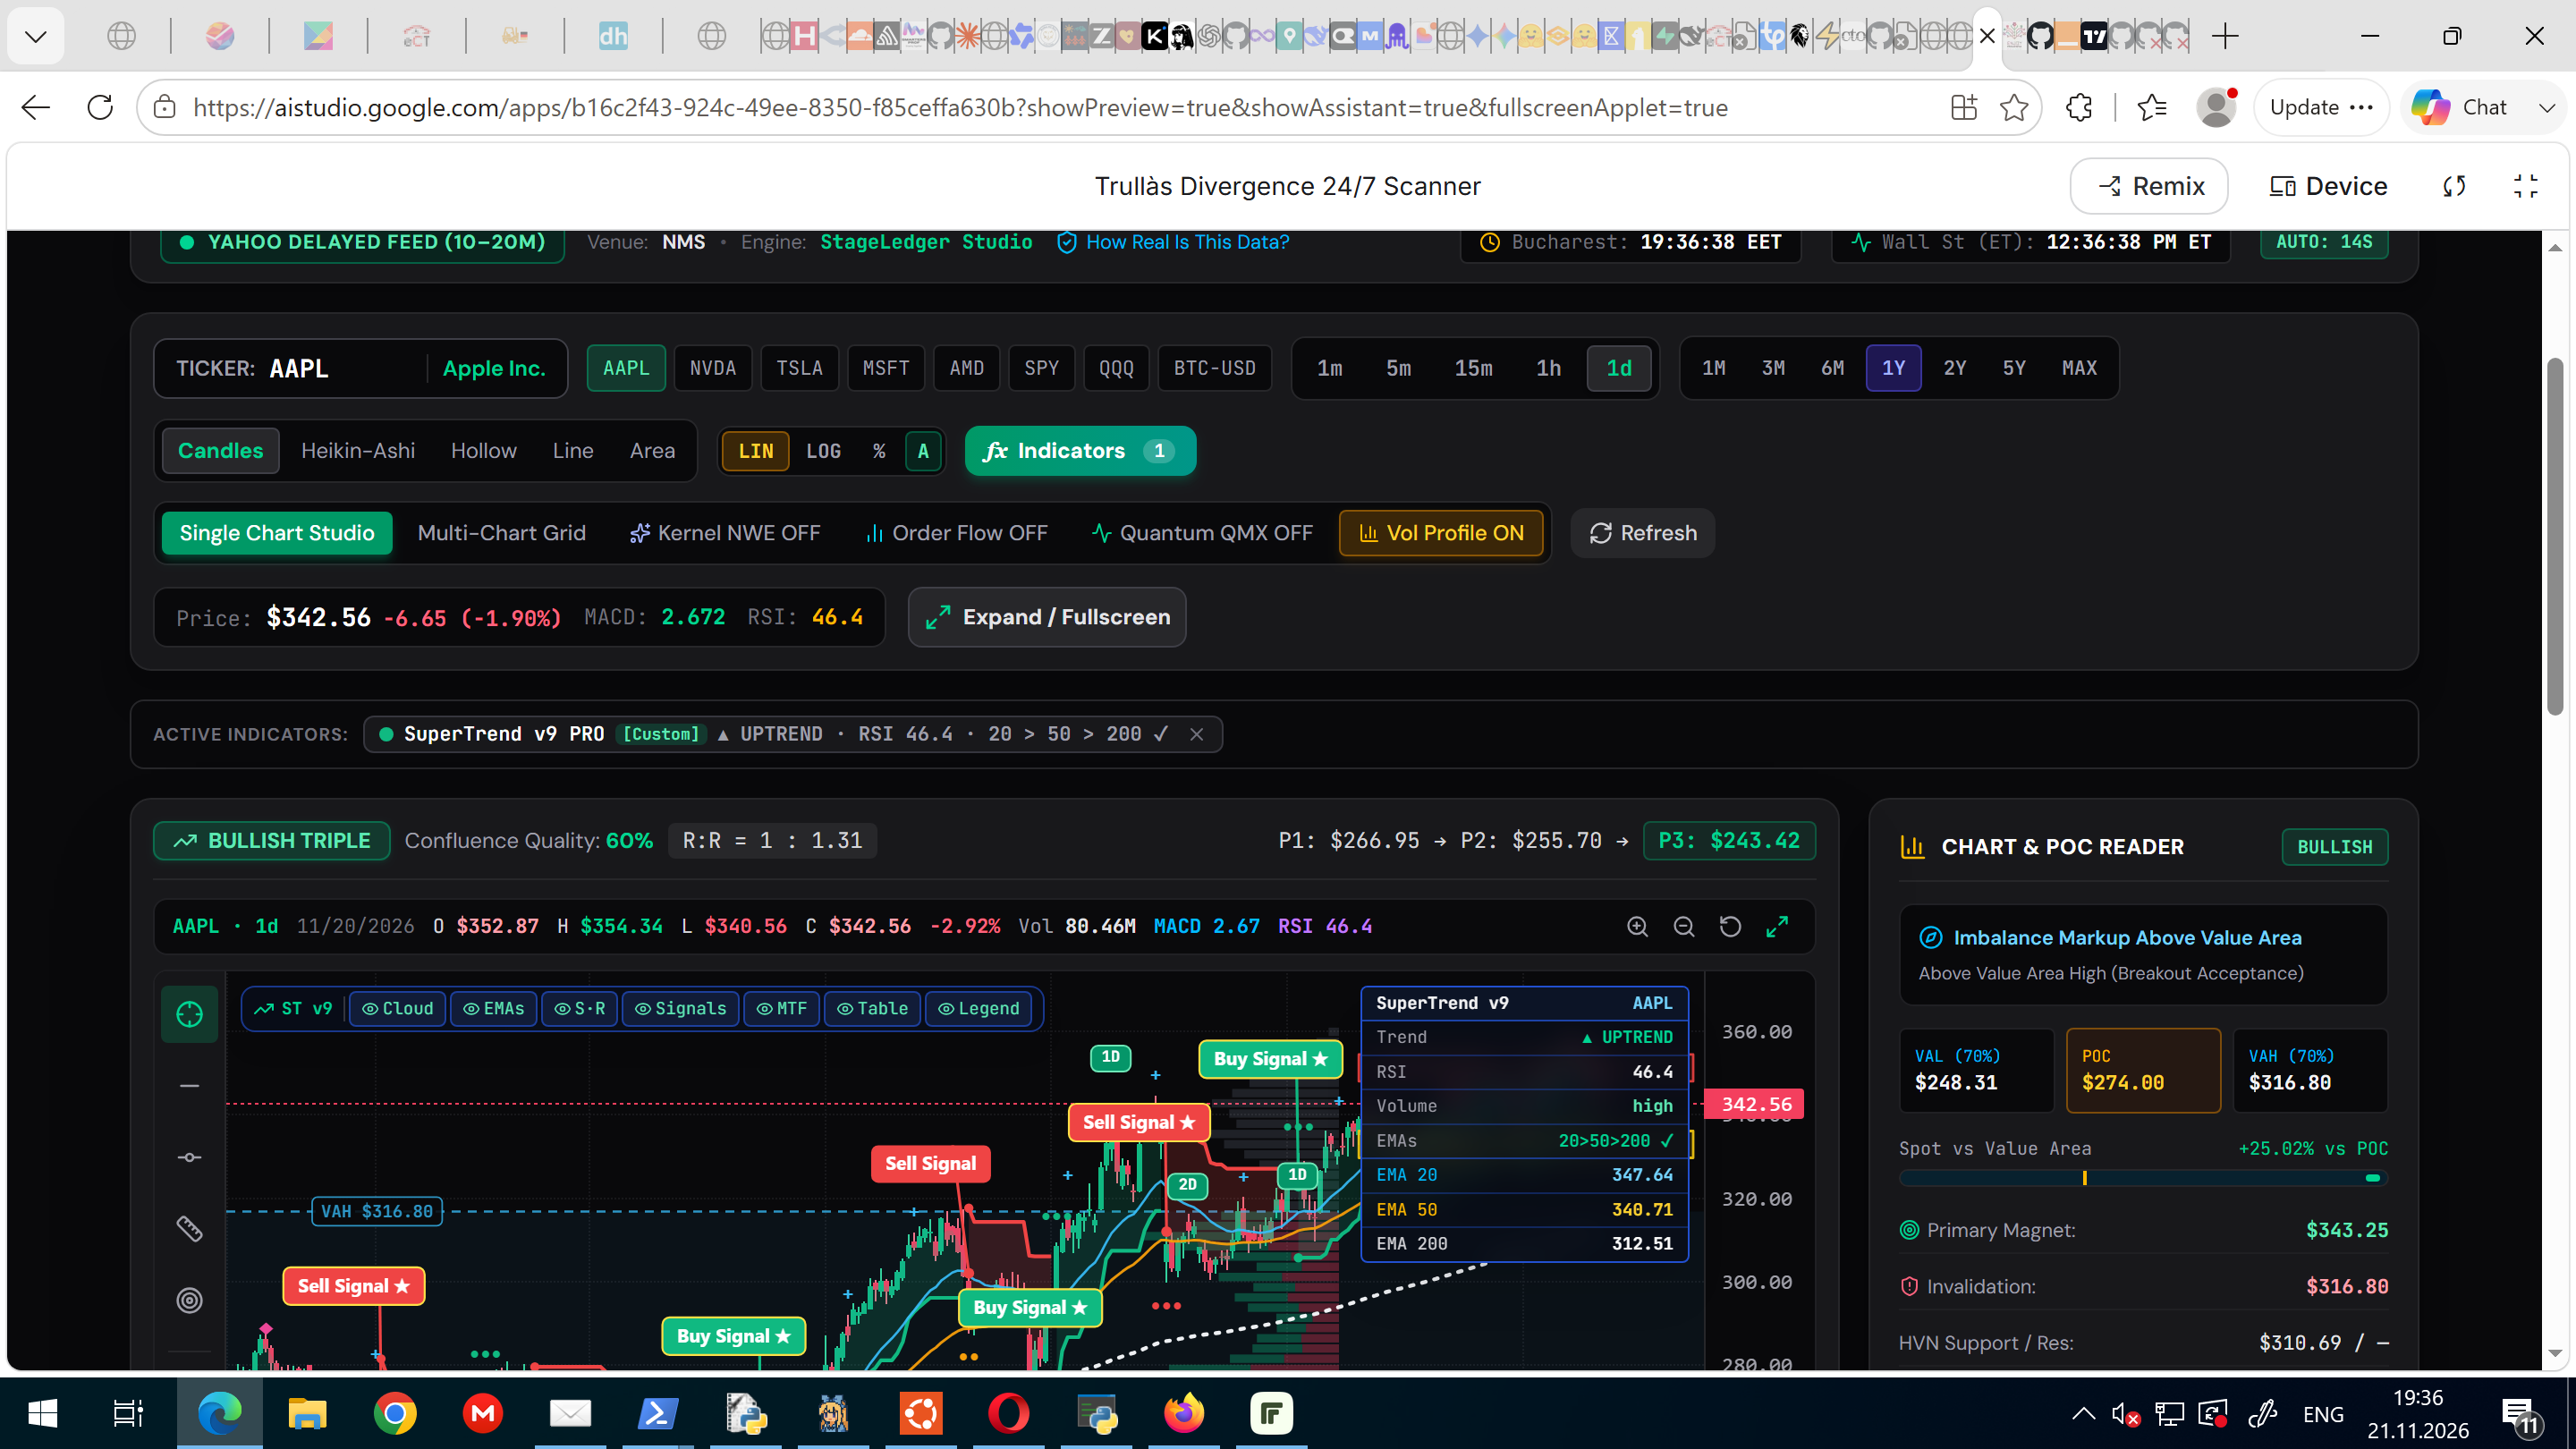 https://aistudio.google.com/apps/b16c2f43-924c-49ee-8350-f85ceffa630b?showPreview=true&showAssistant=true&fullscreenApplet=true
Update
Chat
Trullàs Divergence 24/7 Scanner
Remix
Device
YAHOO DELAYED FEED (10–20M)
Venue: NMS • Engine: StageLedger Studio
How Real Is This Data?
Bucharest: 19:36:38 EET
Wall St (ET): 12:36:38 PM ET
AUTO: 14S
TICKER: AAPL
Apple Inc.
AAPL NVDA TSLA MSFT AMD SPY QQQ BTC-USD
1m 5m 15m 1h 1d
1M 3M 6M 1Y 2Y 5Y MAX
Candles Heikin-Ashi Hollow Line Area
LIN LOG % A
fx Indicators 1
Single Chart Studio Multi-Chart Grid Kernel NWE OFF Order Flow OFF Quantum QMX OFF Vol Profile ON
Refresh
Price: $342.56 -6.65 (-1.90%) MACD: 2.672 RSI: 46.4
Expand / Fullscreen
ACTIVE INDICATORS: SuperTrend v9 PRO [Custom] ▲ UPTREND · RSI 46.4 · 20 > 50 > 200 ✓
BULLISH TRIPLE
Confluence Quality: 60%
R:R = 1 : 1.31
P1: $266.95 → P2: $255.70 → P3: $243.42
AAPL · 1d 11/20/2026 O $352.87 H $354.34 L $340.56 C $342.56 -2.92% Vol 80.46M MACD 2.67 RSI 46.4
ST v9 Cloud EMAs S·R Signals MTF Table Legend
SuperTrend v9 AAPL
Trend ▲ UPTREND
RSI 46.4
Volume high
EMAs 20>50>200 ✓
EMA 20 347.64
EMA 50 340.71
EMA 200 312.51
1D
Buy Signal ★
Sell Signal ★
Sell Signal
2D
1D
VAH $316.80
Sell Signal ★
Buy Signal ★
Buy Signal ★
360.00
342.56
320.00
300.00
280.00
CHART & POC READER
BULLISH
Imbalance Markup Above Value Area
Above Value Area High (Breakout Acceptance)
VAL (70%)
$248.31
POC
$274.00
VAH (70%)
$316.80
Spot vs Value Area +25.02% vs POC
Primary Magnet: $343.25
Invalidation: $316.80
HVN Support / Res: $310.69 / —
ENG
19:36
21.11.2026
11